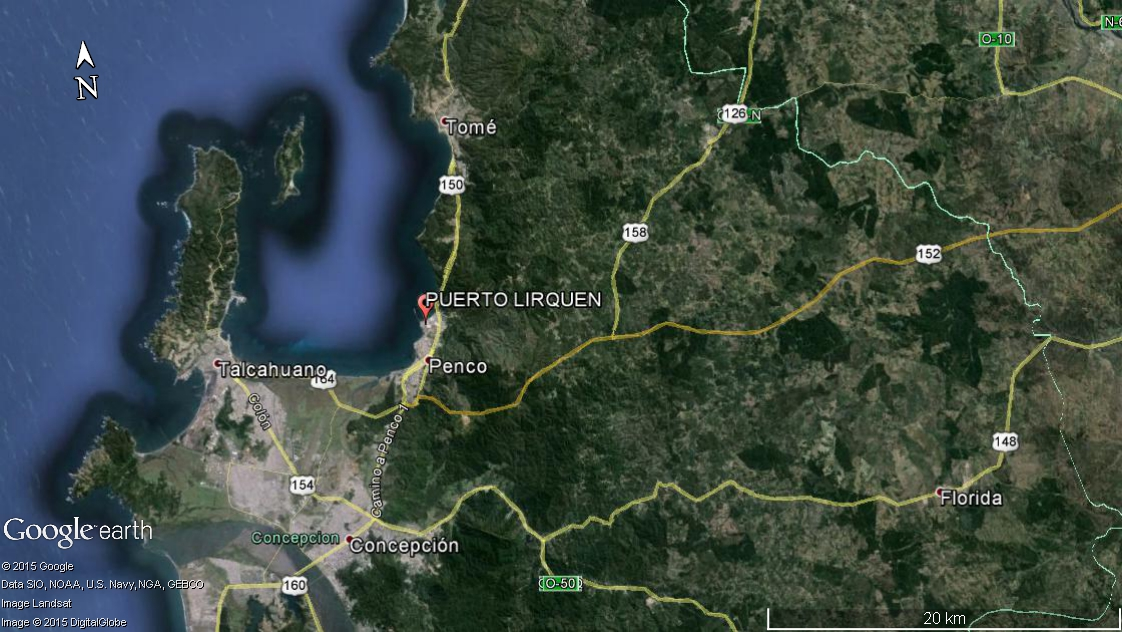 N
O-10
N-6
126
N
Tomé
150
158
152
PUERTO LIRQUEN
Penco
Talcahuano
164
Colón
Camino a Penco 1
148
154
Florida
Google earth
Concepcion
Concepción
160
O-50
© 2015 Google
Data SIO, NOAA, U.S. Navy, NGA, GEBCO
Image Landsat
Image © 2015 DigitalGlobe
20 km